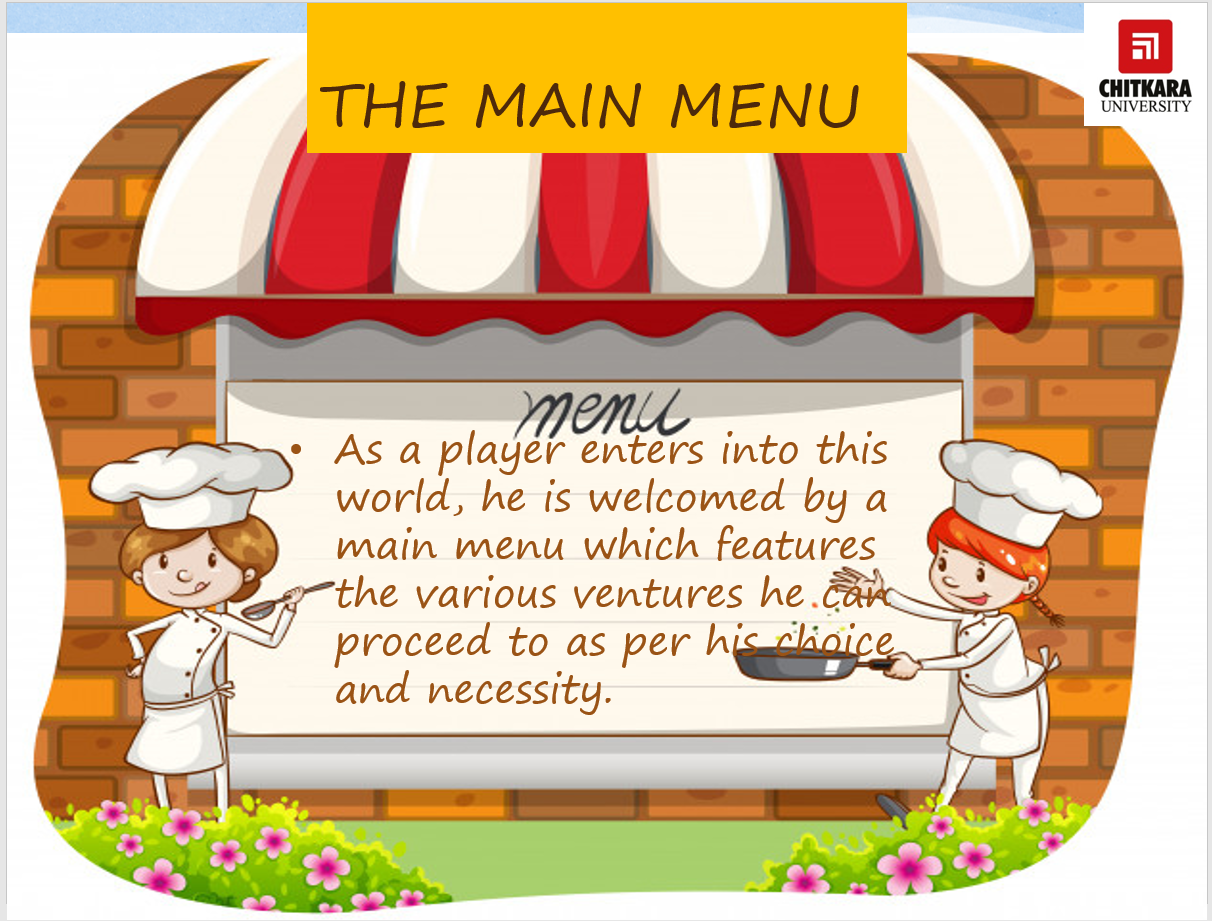 THE MAIN MENU
CHITKARA
UNIVERSITY
menu
• As a player enters into this
world, he is welcomed by a
main menu which features
the various ventures he can
proceed to as per his choice
and necessity.